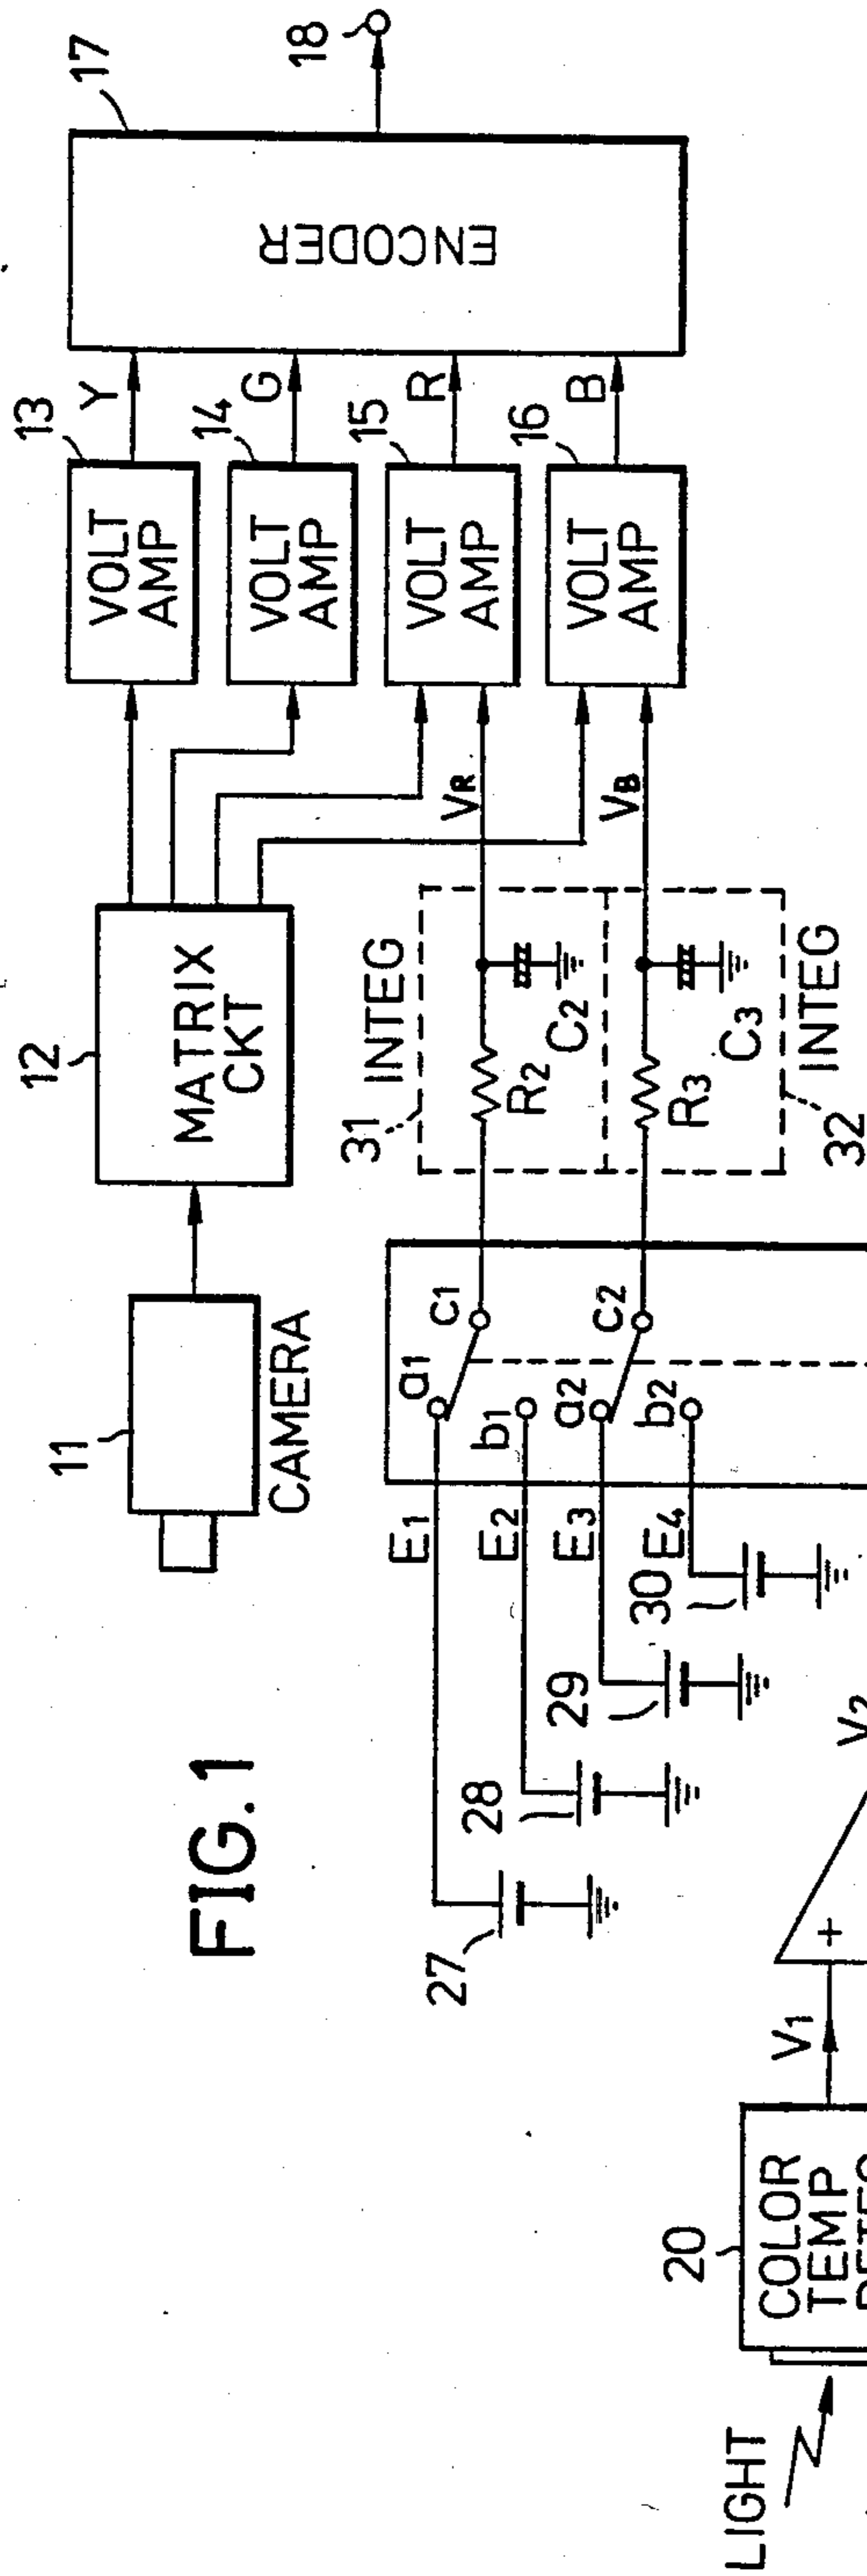 FIG. 1
11
CAMERA
12
MATRIX
CKT
13
VOLT
AMP
Y
14
VOLT
AMP
G
15
VOLT
AMP
R
16
VOLT
AMP
B
17
ENCODER
18
VR
VB
31
INTEG
R2
C2
R3
C3
32
INTEG
a1
c1
b1
a2
c2
b2
E1
E2
E3
E4
27
28
29
30
LIGHT
20
COLOR
TEMP
V1
+
V2